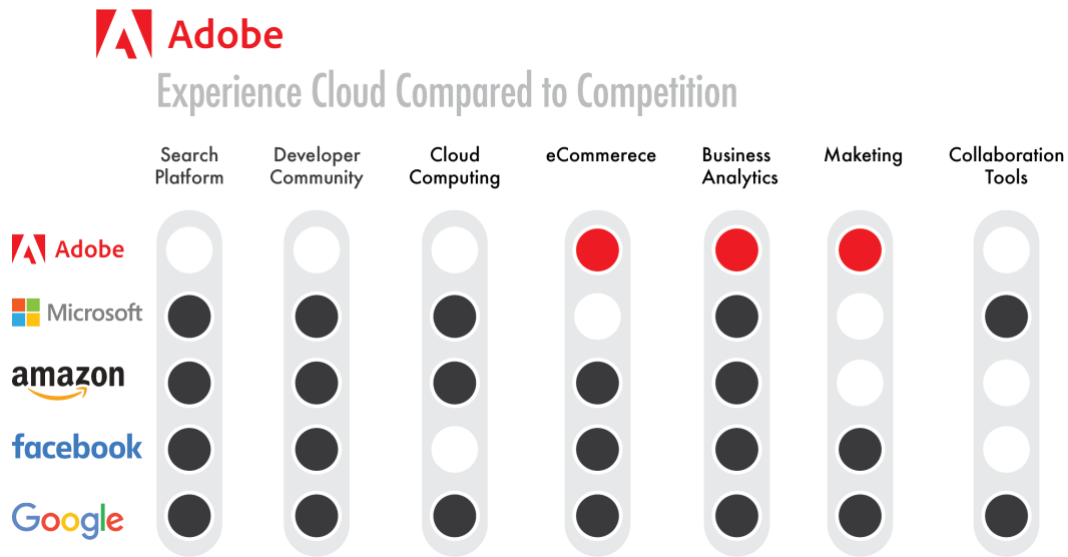 Adobe
Experience Cloud Compared to Competition
Search
Platform
Developer
Community
Cloud
Computing
eCommerece
Business
Analytics
Maketing
Collaboration
Tools
Adobe
Microsoft
amazon
facebook
Google